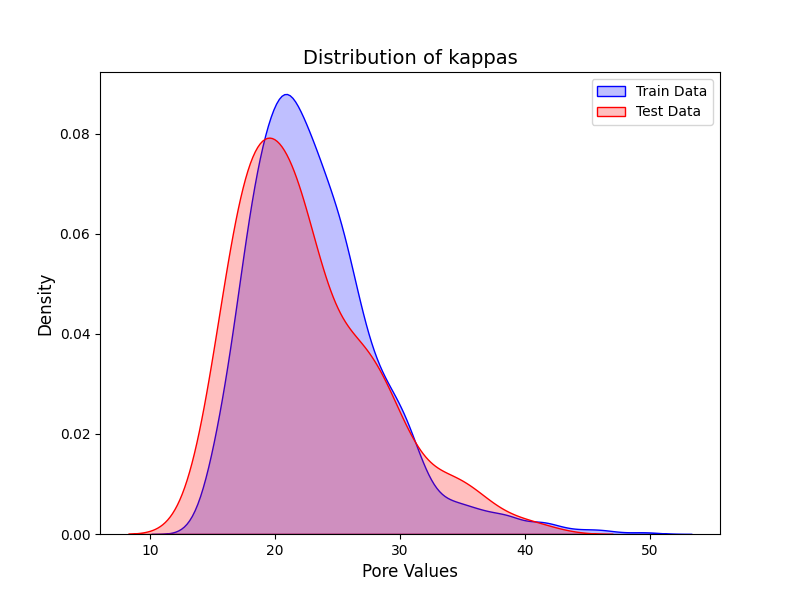 Distribution of kappas
Train Data
Test Data
Density
0.08
0.06
0.04
0.02
0.00
10 20 30 40 50
Pore Values